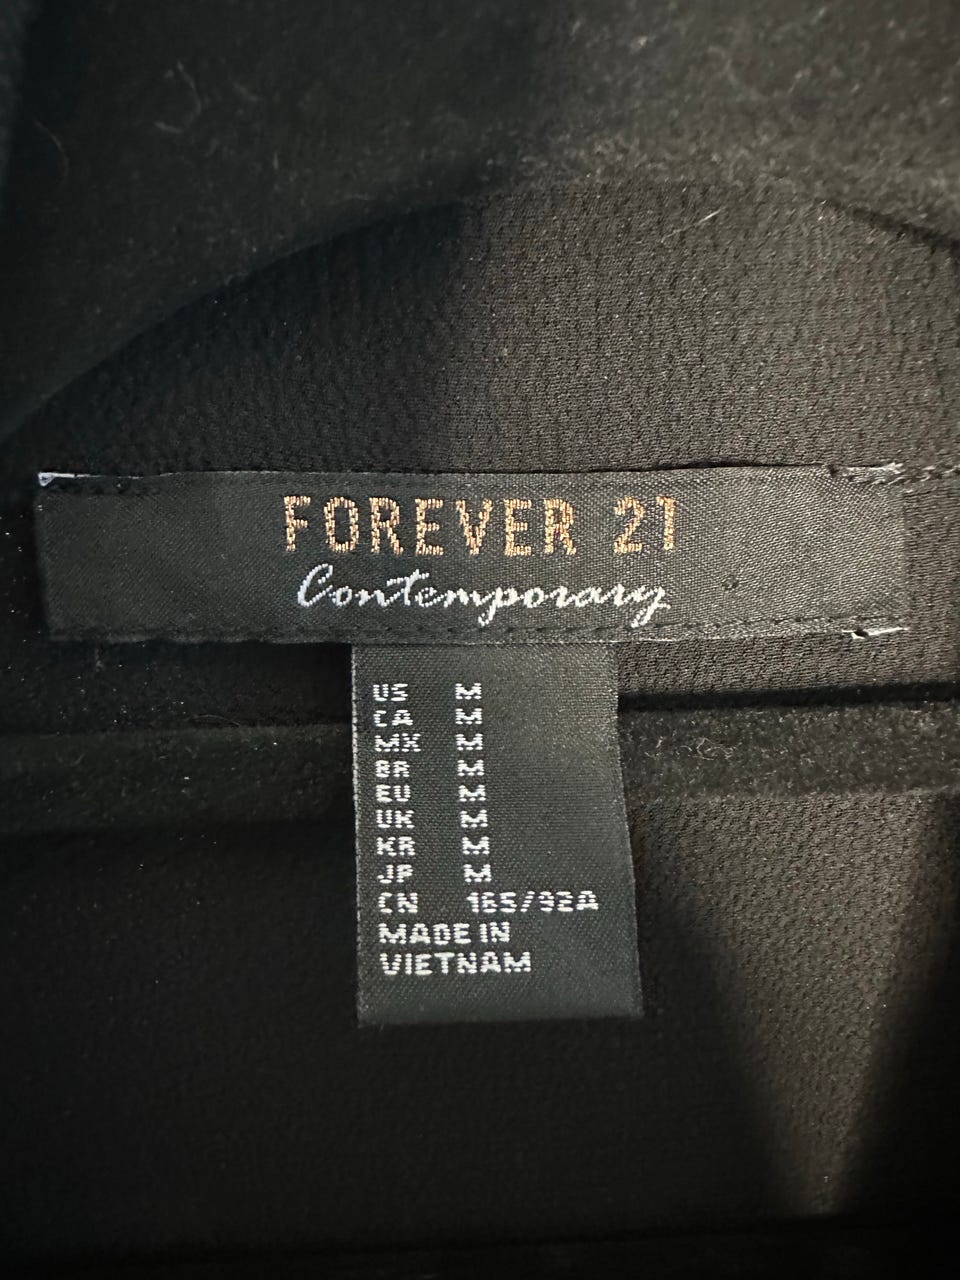 FOREVER 21
Contemporary
US M
CA M
MX M
BR M
EU M
UK M
KR M
JP M
CN 165/92A
MADE IN
VIETNAM